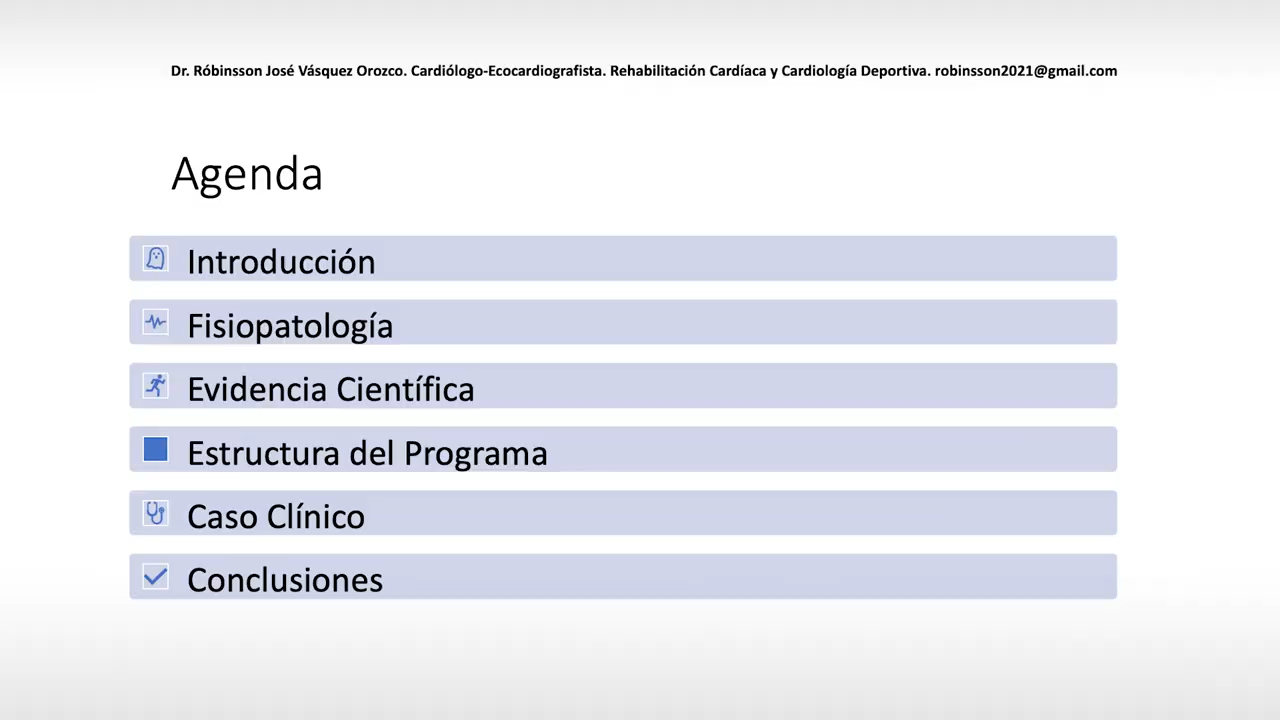 Dr. Róbinsson José Vásquez Orozco. Cardiólogo-Ecocardiografista. Rehabilitación Cardíaca y Cardiología Deportiva. robinsson2021@gmail.com
Agenda
Introducción
Fisiopatología
Evidencia Científica
Estructura del Programa
Caso Clínico
Conclusiones